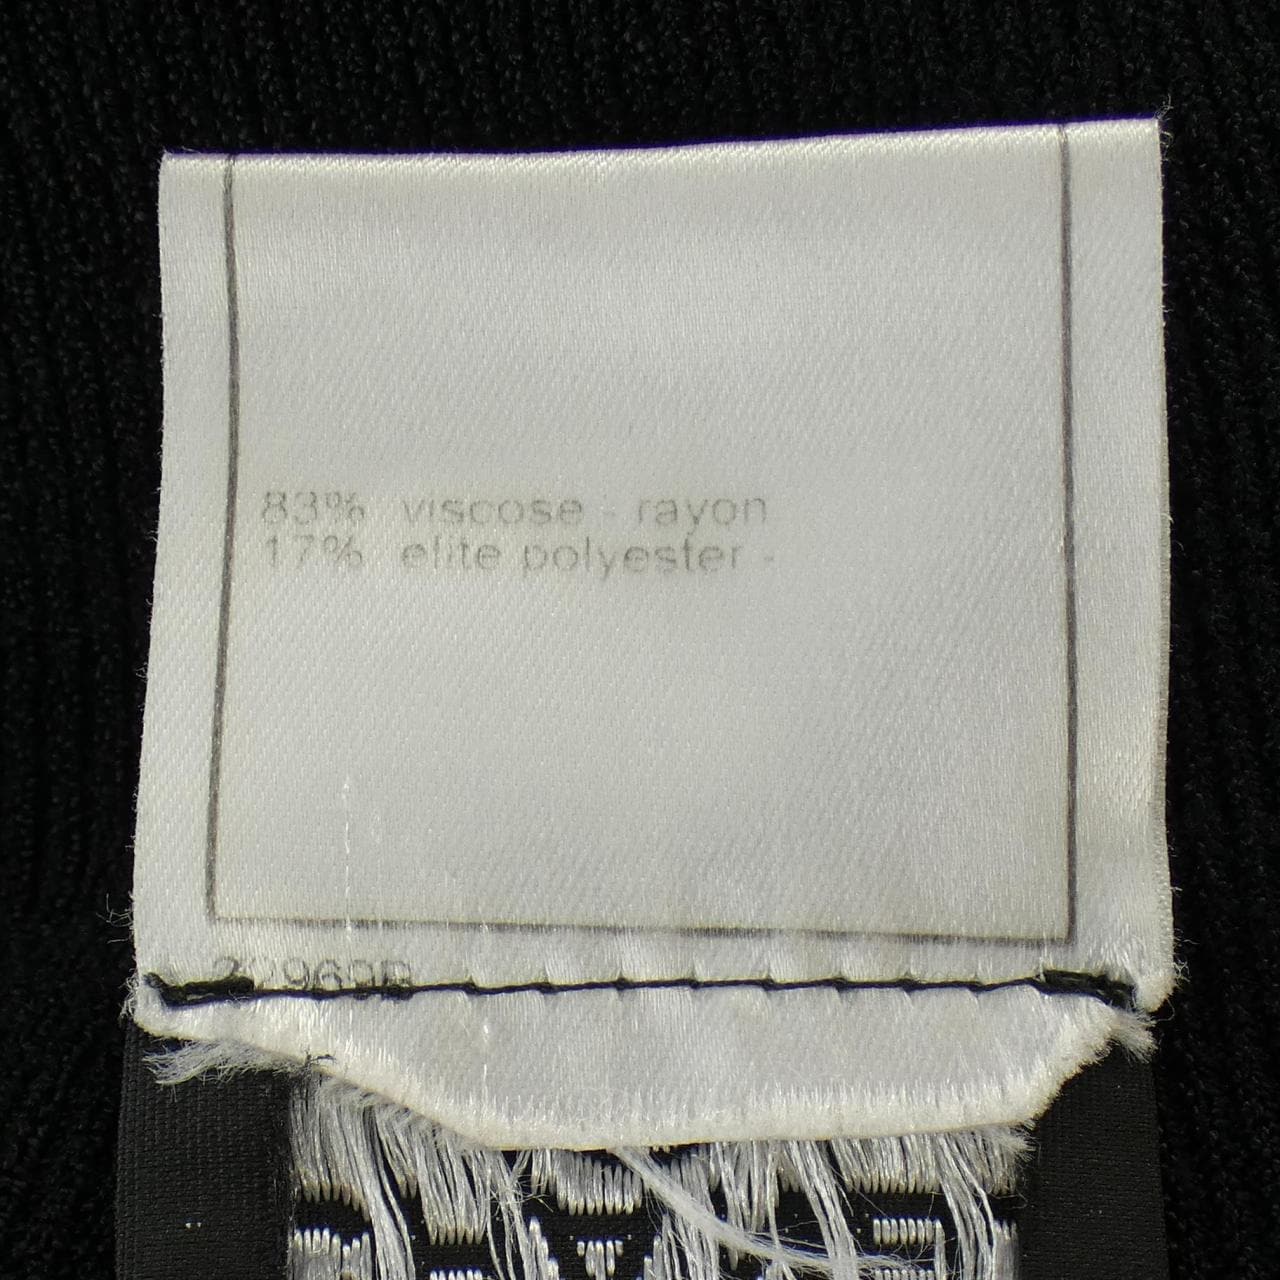 83% viscose - rayon
17% elite polyester -